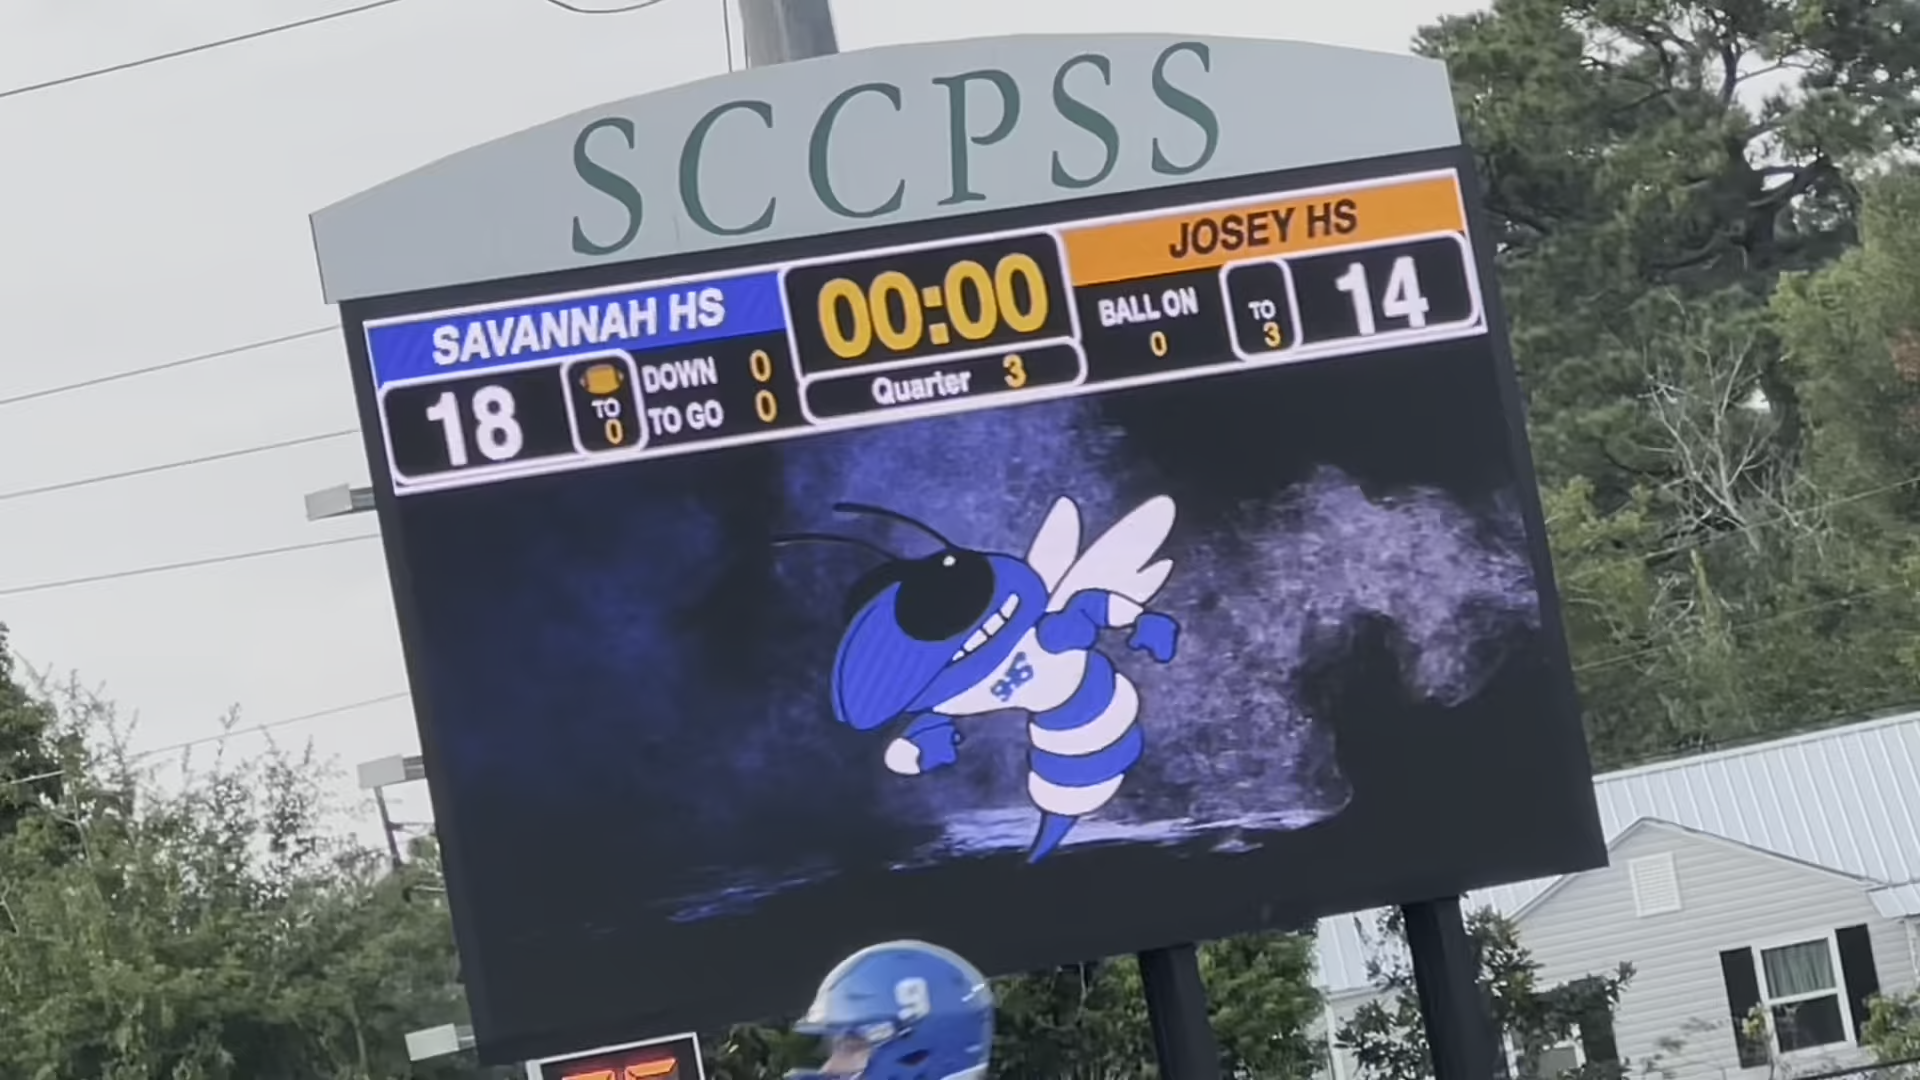 SCCPSS
SAVANNAH HS
00:00
JOSEY HS
18
TO
0
DOWN 0
TO GO 0
Quarter 3
BALL ON
0
TO
3
14
SHS
9